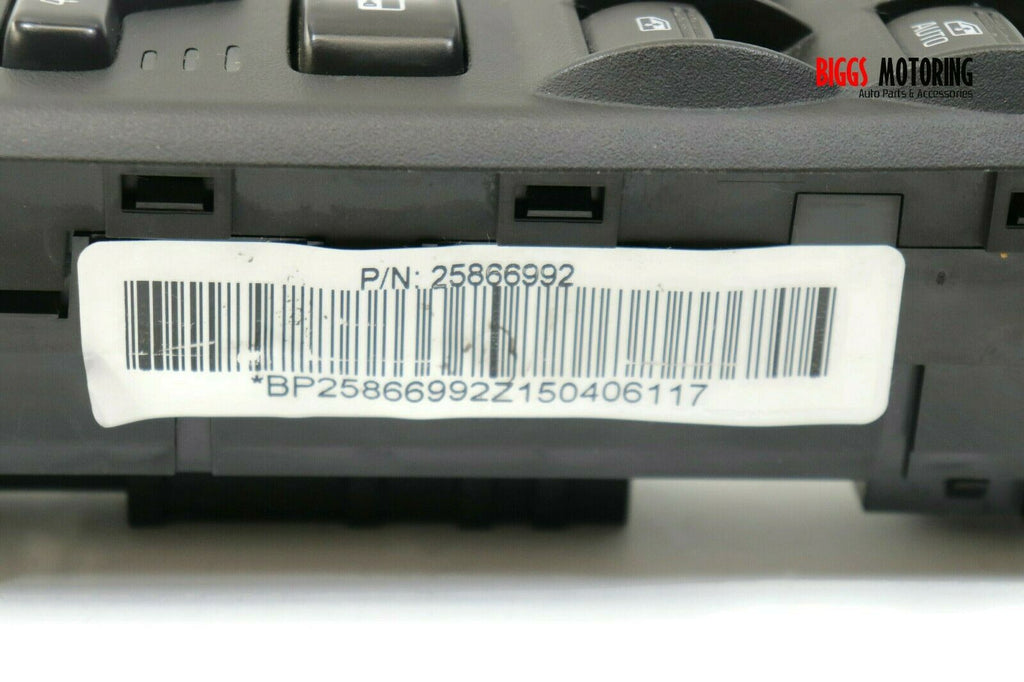 AUTO
BIGGS MOTORING
Auto Parts & Accessories
P/N: 25866992
*BP25866992Z150406117